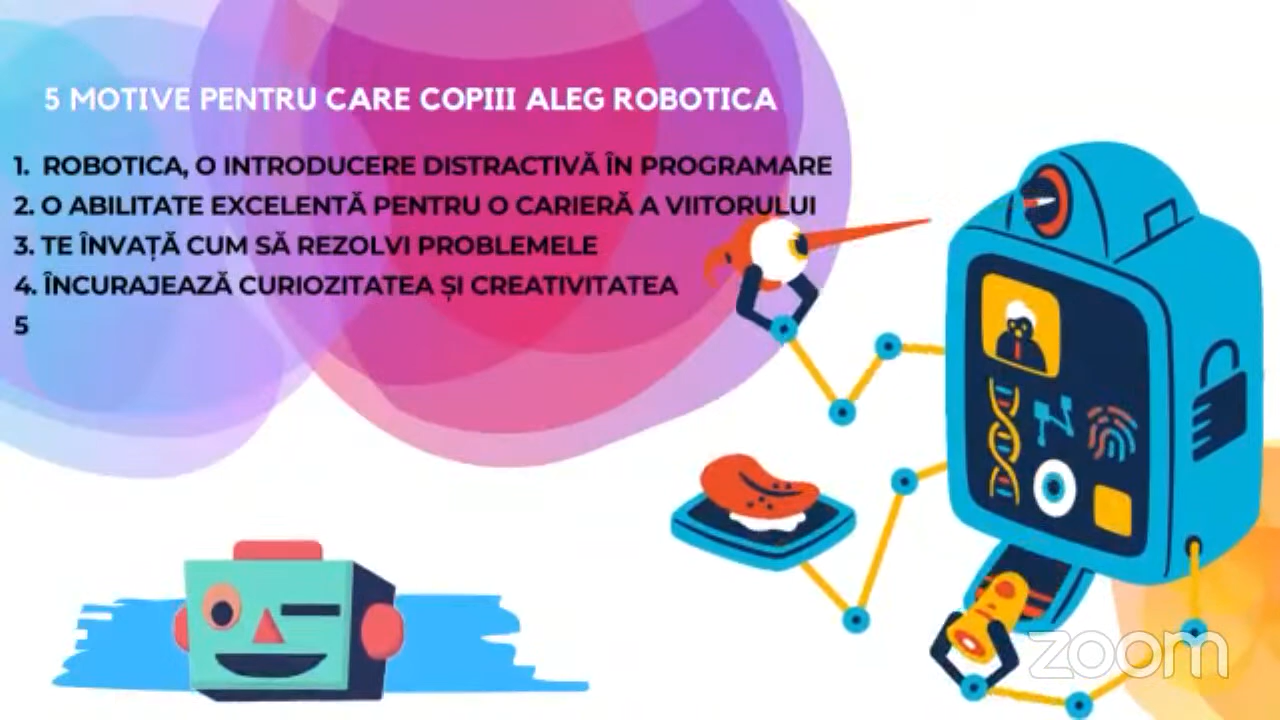 5 MOTIVE PENTRU CARE COPIII ALEG ROBOTICA
1. ROBOTICA, O INTRODUCERE DISTRACTIVĂ ÎN PROGRAMARE
2. O ABILITATE EXCELENTĂ PENTRU O CARIERĂ A VIITORULUI
3. TE ÎNVAȚĂ CUM SĂ REZOLVI PROBLEMELE
4. ÎNCURAJEAZĂ CURIOZITATEA ȘI CREATIVITATEA
5
zoom